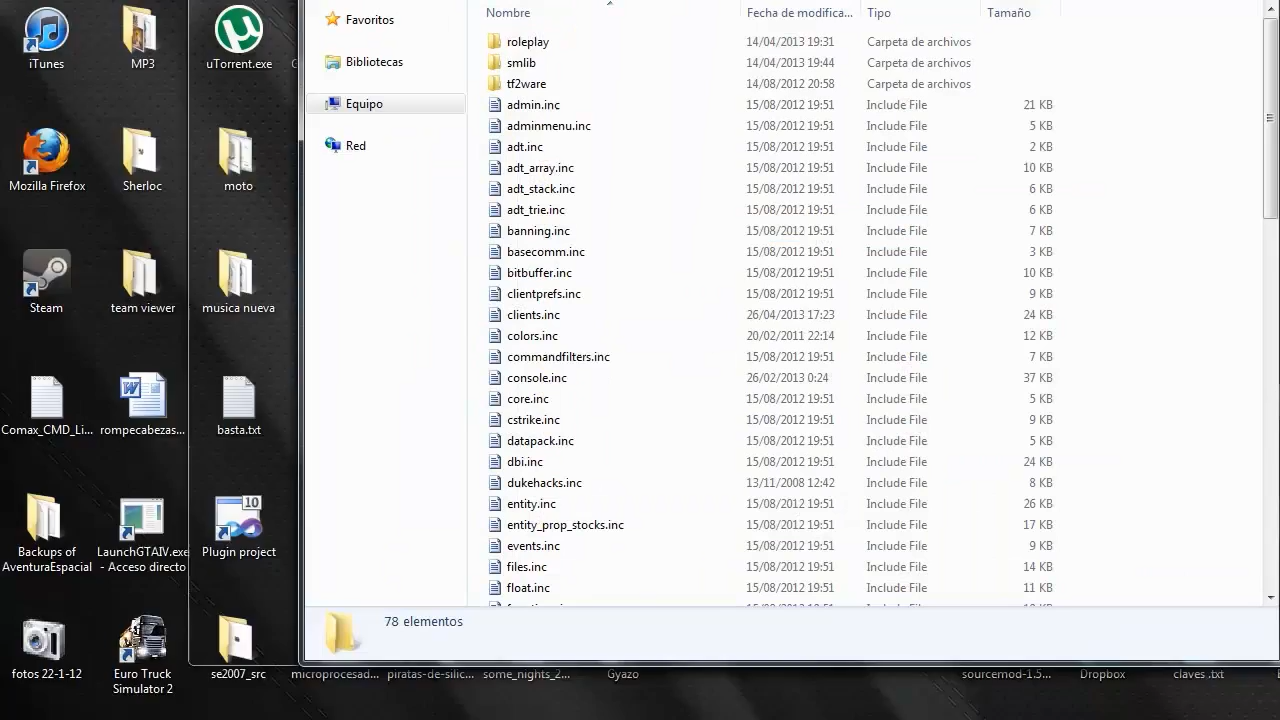 iTunes
MP3
uTorrent.exe
Mozilla Firefox
Sherloc
moto
Steam
team viewer
musica nueva
Comax_CMD_Li...
rompecabezas...
basta.txt
Backups of
AventuraEspacial
LaunchGTAIV.exe
- Acceso directo
10
Plugin project
fotos 22-1-12
Euro Truck
Simulator 2
se2007_src
Favoritos
Bibliotecas
Equipo
Red
Nombre Fecha de modifica... Tipo Tamaño
roleplay 14/04/2013 19:31 Carpeta de archivos
smlib 14/04/2013 19:44 Carpeta de archivos
tf2ware 14/08/2012 20:58 Carpeta de archivos
admin.inc 15/08/2012 19:51 Include File 21 KB
adminmenu.inc 15/08/2012 19:51 Include File 5 KB
adt.inc 15/08/2012 19:51 Include File 2 KB
adt_array.inc 15/08/2012 19:51 Include File 10 KB
adt_stack.inc 15/08/2012 19:51 Include File 6 KB
adt_trie.inc 15/08/2012 19:51 Include File 6 KB
banning.inc 15/08/2012 19:51 Include File 7 KB
basecomm.inc 15/08/2012 19:51 Include File 3 KB
bitbuffer.inc 15/08/2012 19:51 Include File 10 KB
clientprefs.inc 15/08/2012 19:51 Include File 9 KB
clients.inc 26/04/2013 17:23 Include File 24 KB
colors.inc 20/02/2011 22:14 Include File 12 KB
commandfilters.inc 15/08/2012 19:51 Include File 7 KB
console.inc 26/02/2013 0:24 Include File 37 KB
core.inc 15/08/2012 19:51 Include File 5 KB
cstrike.inc 15/08/2012 19:51 Include File 9 KB
datapack.inc 15/08/2012 19:51 Include File 5 KB
dbi.inc 15/08/2012 19:51 Include File 24 KB
dukehacks.inc 13/11/2008 12:42 Include File 8 KB
entity.inc 15/08/2012 19:51 Include File 26 KB
entity_prop_stocks.inc 15/08/2012 19:51 Include File 17 KB
events.inc 15/08/2012 19:51 Include File 9 KB
files.inc 15/08/2012 19:51 Include File 14 KB
float.inc 15/08/2012 19:51 Include File 11 KB
78 elementos
microprocesad... piratas-de-silic... some_nights_2... Gyazo sourcemod-1.5... Dropbox claves .txt